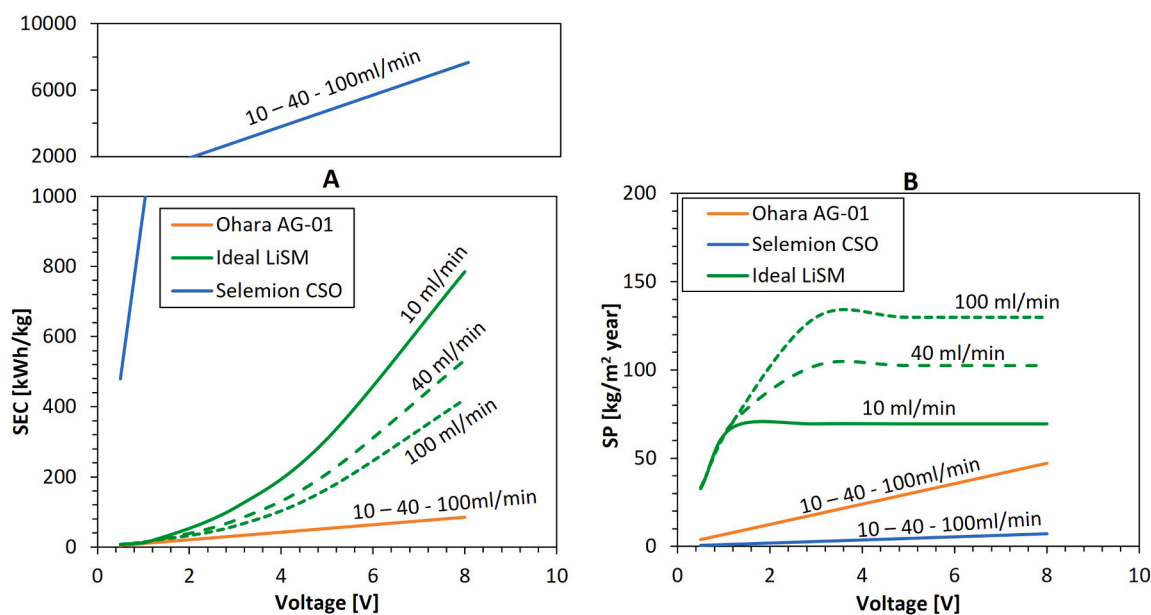 10000
6000
2000
10 – 40 - 100ml/min
A
1000
800
600
400
200
0
SEC [kWh/kg]
Ohara AG-01
Ideal LiSM
Selemion CSO
10 ml/min
40 ml/min
100 ml/min
10 – 40 - 100ml/min
0 2 4 6 8 10
Voltage [V]
B
200
150
100
50
0
SP [kg/m² year]
Ohara AG-01
Selemion CSO
Ideal LiSM
100 ml/min
40 ml/min
10 ml/min
10 – 40 - 100ml/min
10 – 40 - 100ml/min
0 2 4 6 8 10
Voltage [V]